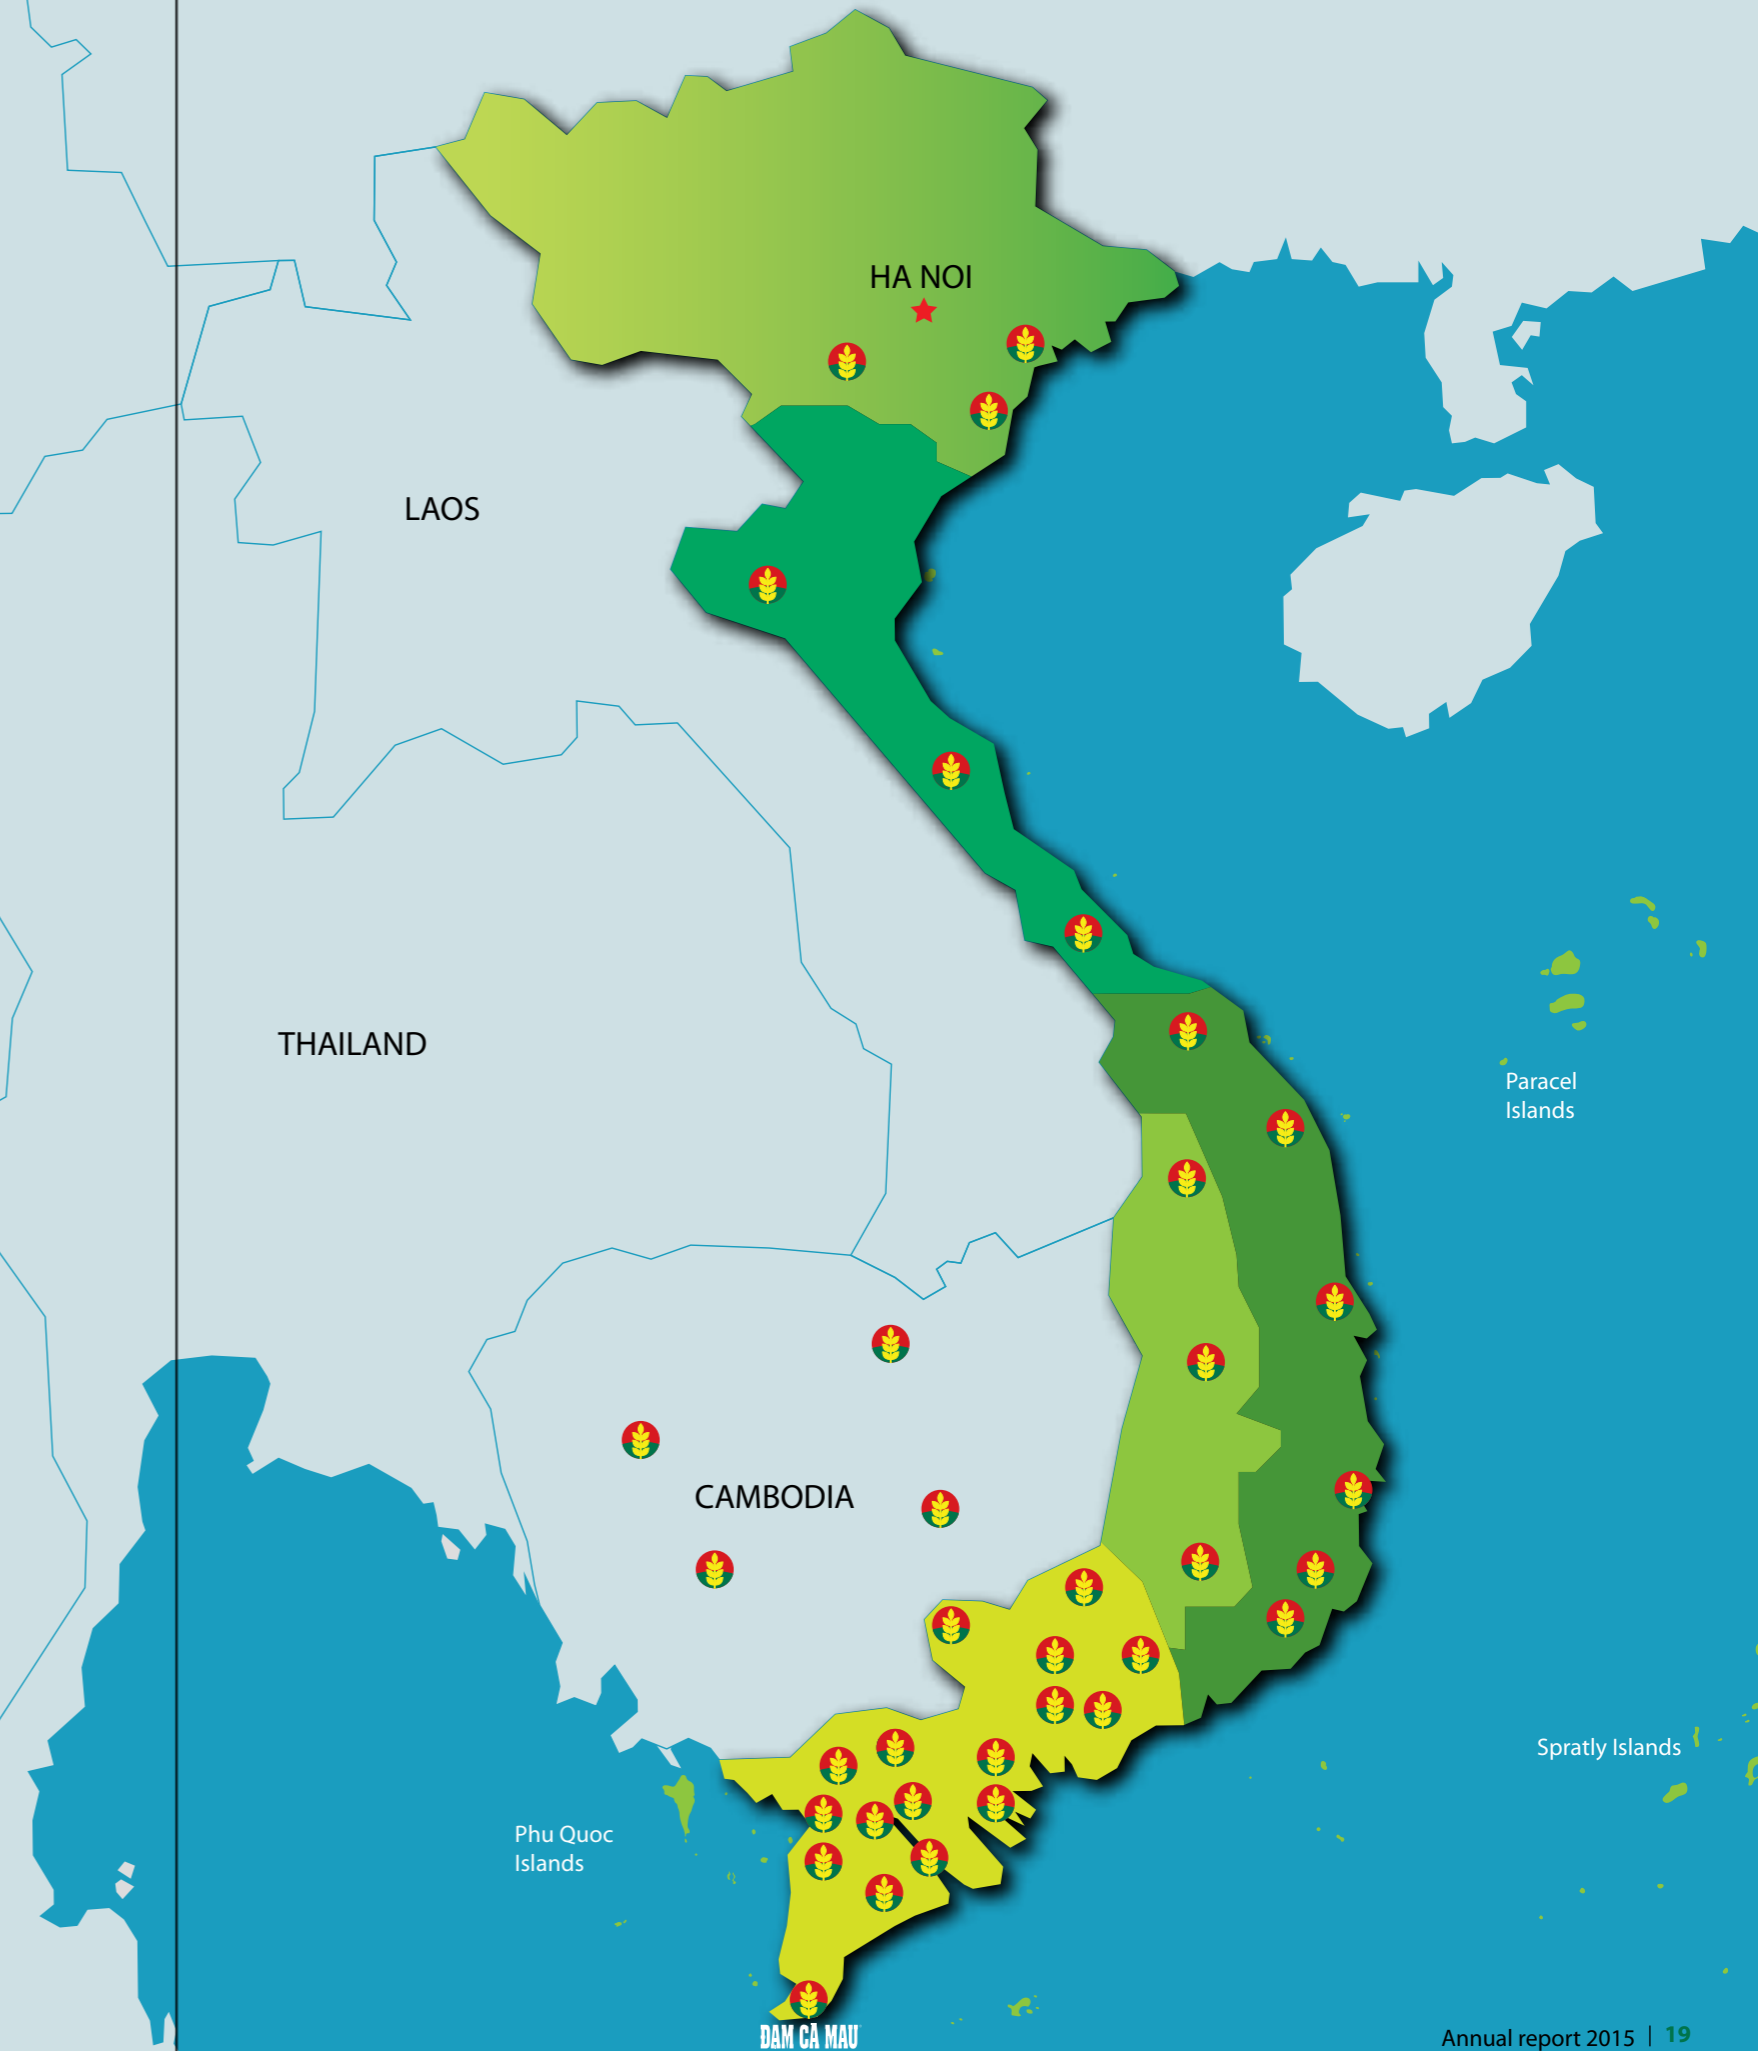 HA NOI
LAOS
THAILAND
Paracel
Islands
CAMBODIA
Spratly Islands
Phu Quoc
Islands
ĐẠM CÀ MAU
Annual report 2015 | 19